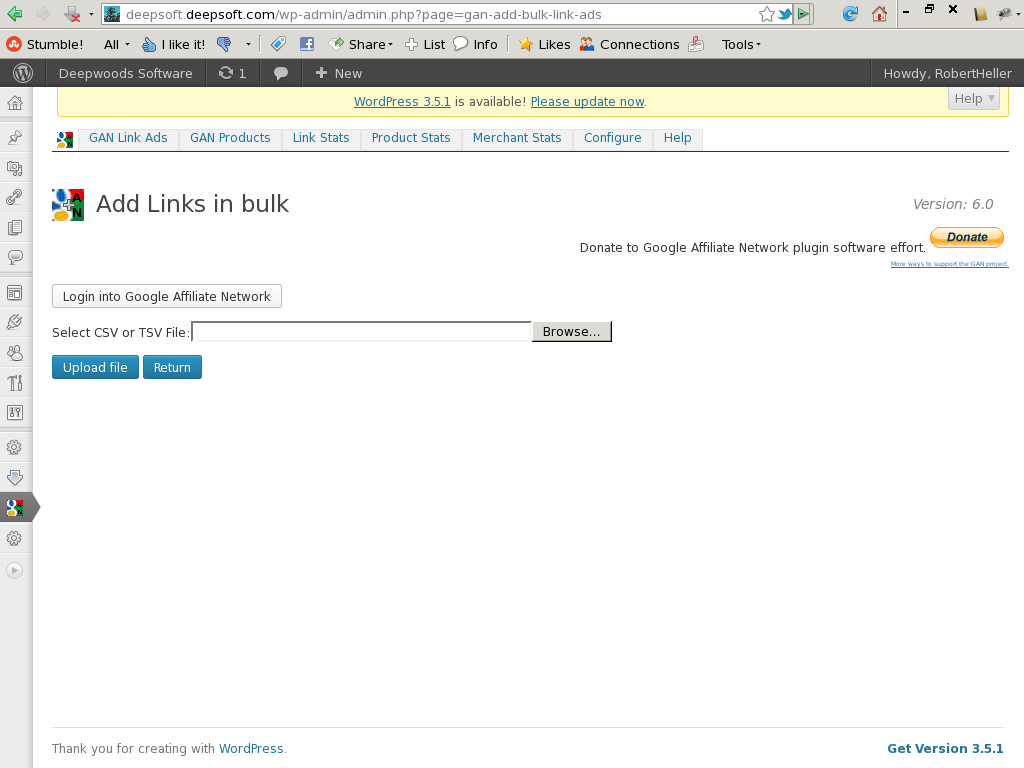 deepsoft.deepsoft.com/wp-admin/admin.php?page=gan-add-bulk-link-ads
Stumble! All I like it! Share List Info Likes Connections Tools
Deepwoods Software 1 New Howdy, RobertHeller
WordPress 3.5.1 is available! Please update now. Help
GAN Link Ads GAN Products Link Stats Product Stats Merchant Stats Configure Help
Add Links in bulk Version: 6.0
Donate to Google Affiliate Network plugin software effort. Donate
More ways to support the GAN project.
Login into Google Affiliate Network
Select CSV or TSV File: Browse...
Upload file Return
Thank you for creating with WordPress. Get Version 3.5.1